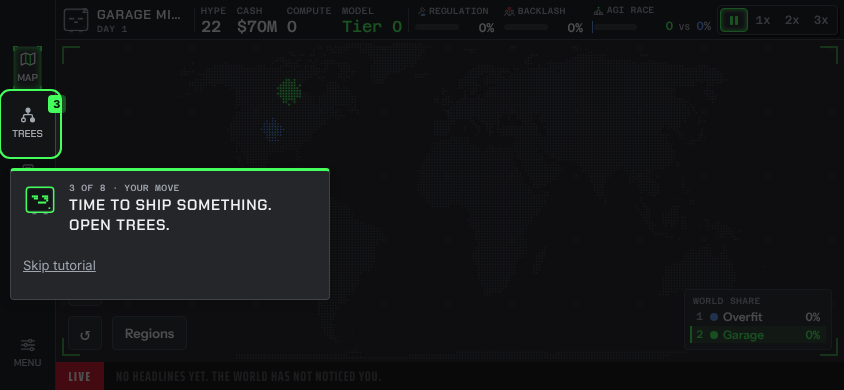 GARAGE MI...
DAY 1
HYPE
22
CASH
$70M
COMPUTE
0
MODEL
Tier 0
REGULATION
0%
BACKLASH
0%
AGI RACE
0 vs 0%
1x
2x
3x
MAP
3
TREES
3 OF 8 · YOUR MOVE
TIME TO SHIP SOMETHING.
OPEN TREES.
Skip tutorial
↺
Regions
WORLD SHARE
1 Overfit 0%
2 Garage 0%
MENU
LIVE
NO HEADLINES YET. THE WORLD HAS NOT NOTICED YOU.